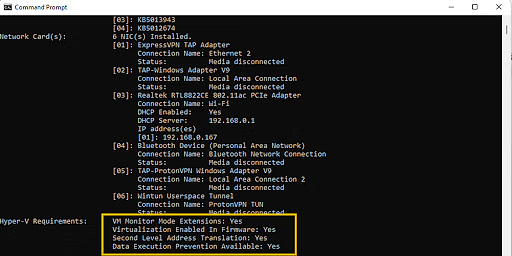 Command Prompt
[03]: KB5013943
[04]: KB5012674
Network Card(s): 6 NIC(s) Installed.
[01]: ExpressVPN TAP Adapter
Connection Name: Ethernet 2
Status: Media disconnected
[02]: TAP-Windows Adapter V9
Connection Name: Local Area Connection
Status: Media disconnected
[03]: Realtek RTL8822CE 802.11ac PCIe Adapter
Connection Name: Wi-Fi
DHCP Enabled: Yes
DHCP Server: 192.168.0.1
IP address(es)
[01]: 192.168.0.167
[04]: Bluetooth Device (Personal Area Network)
Connection Name: Bluetooth Network Connection
Status: Media disconnected
[05]: TAP-ProtonVPN Windows Adapter V9
Connection Name: Local Area Connection 2
Status: Media disconnected
[06]: Wintun Userspace Tunnel
Connection Name: ProtonVPN TUN
Status: Media disconnected
Hyper-V Requirements: VM Monitor Mode Extensions: Yes
Virtualization Enabled In Firmware: Yes
Second Level Address Translation: Yes
Data Execution Prevention Available: Yes